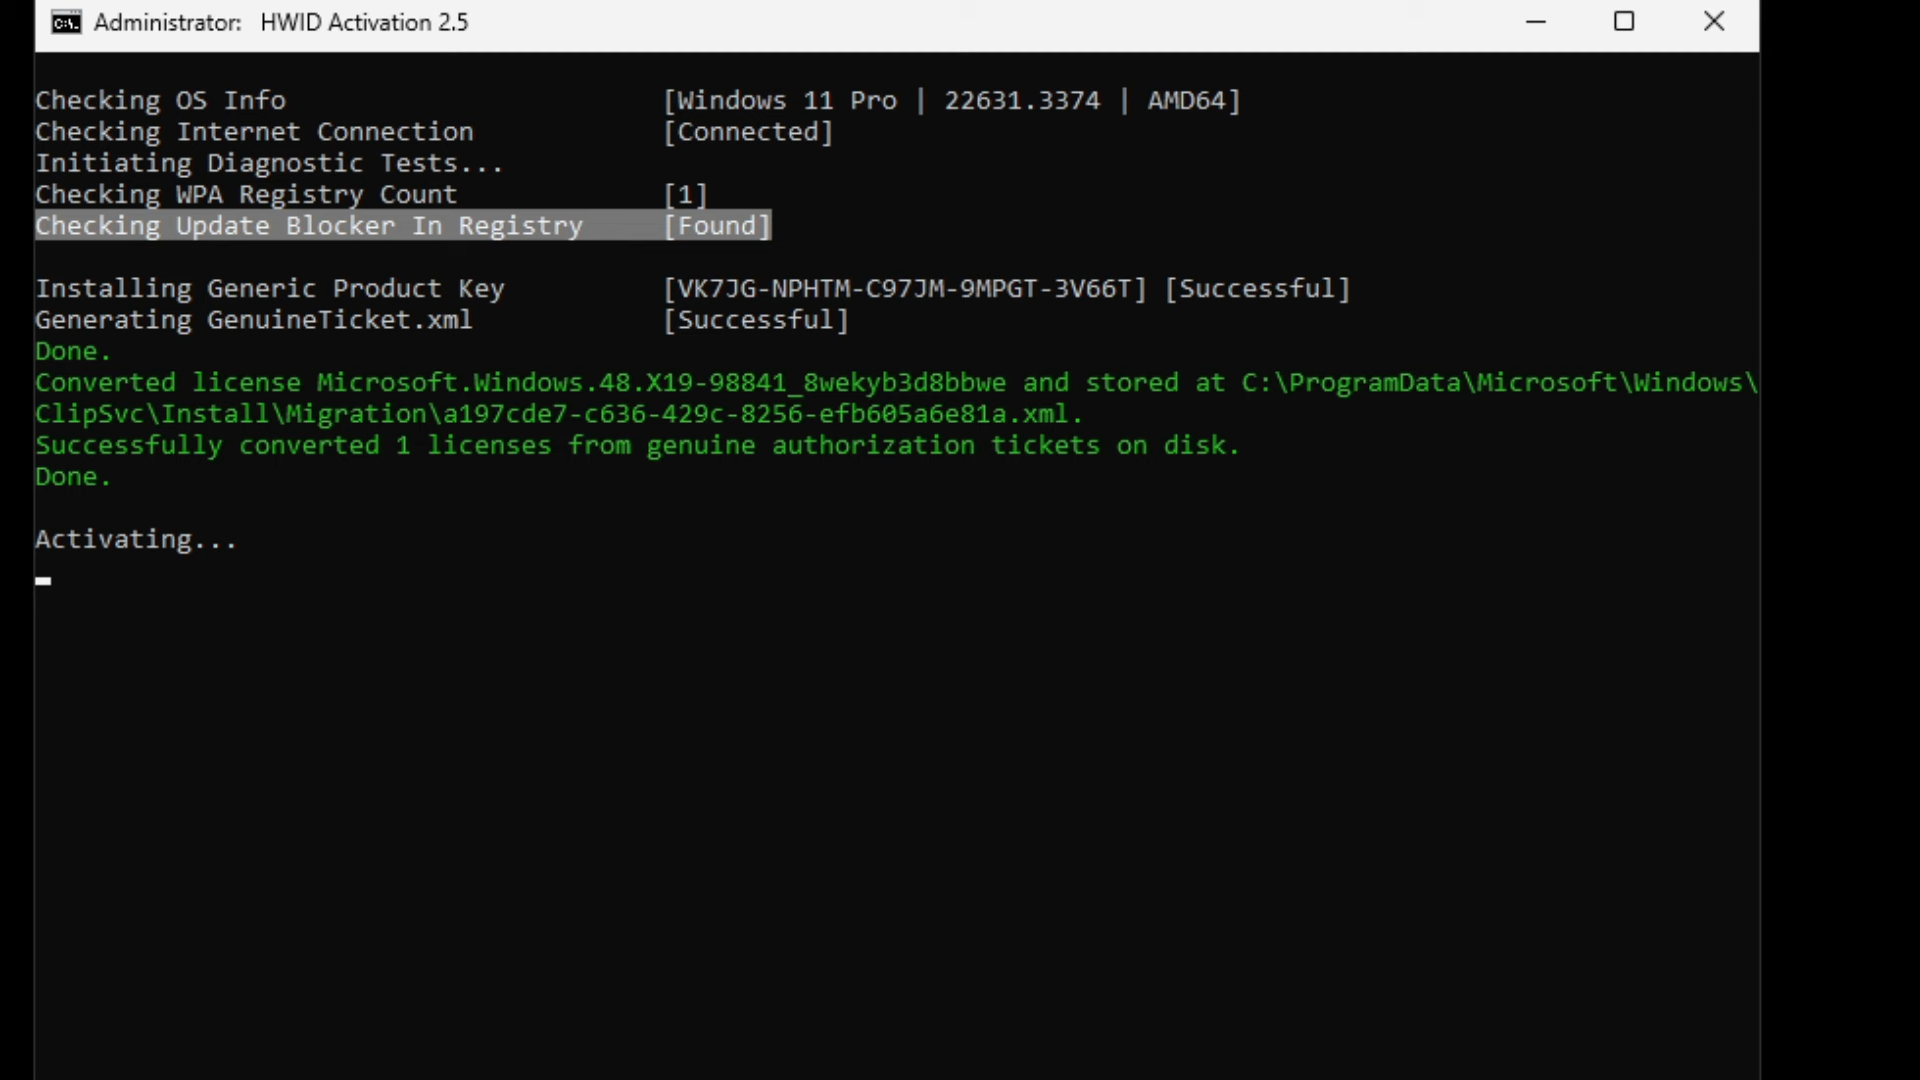 Administrator: HWID Activation 2.5
Checking OS Info [Windows 11 Pro | 22631.3374 | AMD64]
Checking Internet Connection [Connected]
Initiating Diagnostic Tests...
Checking WPA Registry Count [1]
Checking Update Blocker In Registry [Found]
Installing Generic Product Key [VK7JG-NPHTM-C97JM-9MPGT-3V66T] [Successful]
Generating GenuineTicket.xml [Successful]
Done.
Converted license Microsoft.Windows.48.X19-98841_8wekyb3d8bbwe and stored at C:\ProgramData\Microsoft\Windows\
ClipSvc\Install\Migration\a197cde7-c636-429c-8256-efb605a6e81a.xml.
Successfully converted 1 licenses from genuine authorization tickets on disk.
Done.
Activating...